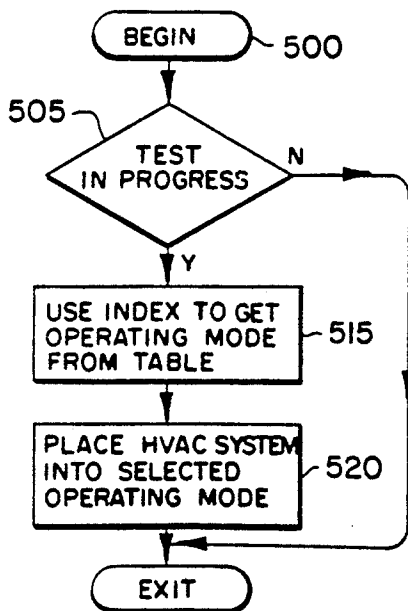 BEGIN
500
505
TEST
IN PROGRESS
N
Y
USE INDEX TO GET
OPERATING MODE
FROM TABLE
515
PLACE HVAC SYSTEM
INTO SELECTED
OPERATING MODE
520
EXIT